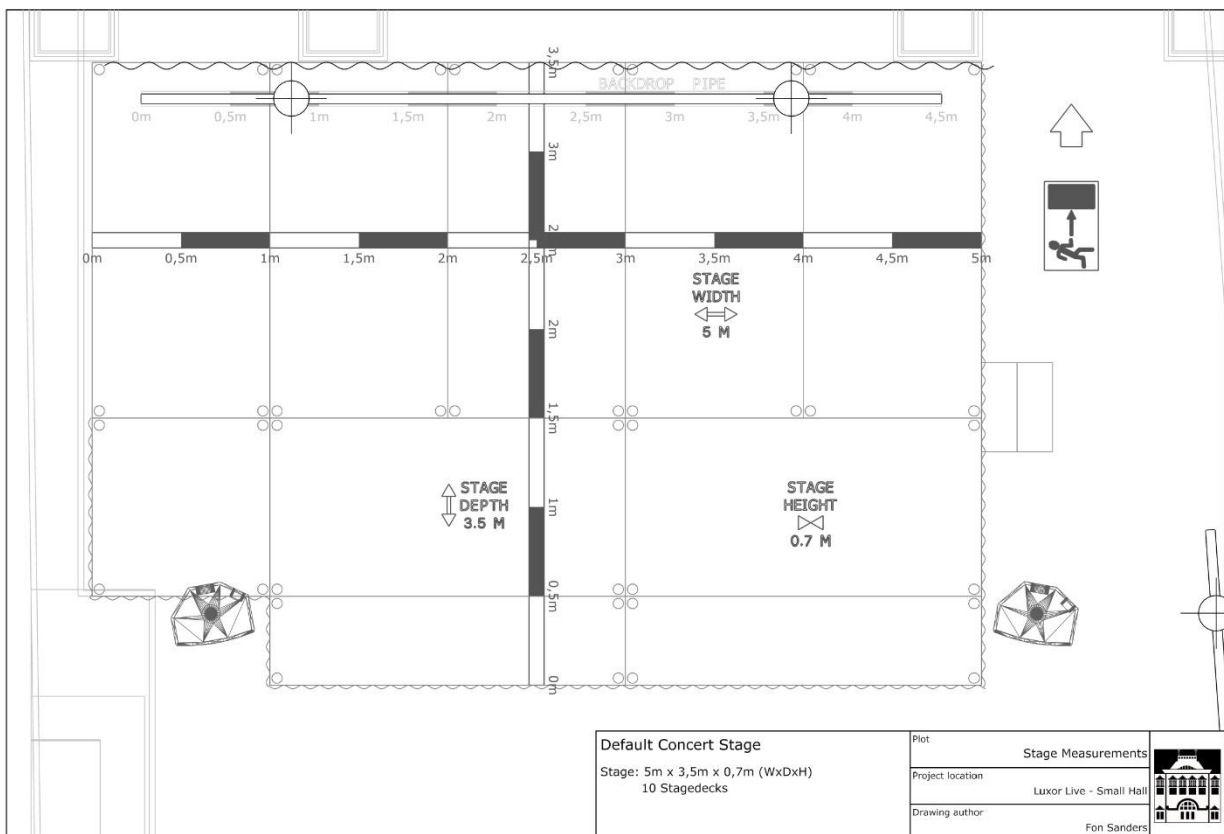 3,5m
BACKDROP PIPE
0m 0,5m 1m 1,5m 2m 2,5m 3m 3,5m 4m 4,5m
3m
0m 0,5m 1m 1,5m 2m 2,5m 3m 3,5m 4m 4,5m 5m
STAGE
WIDTH
5 M
2m
1,5m
STAGE
DEPTH
3.5 M
1m
STAGE
HEIGHT
0.7 M
0,5m
0m
Default Concert Stage
Stage: 5m x 3,5m x 0,7m (WxDxH)
10 Stagedecks
Plot
Stage Measurements
Project location
Luxor Live - Small Hall
Drawing author
Fon Sanders